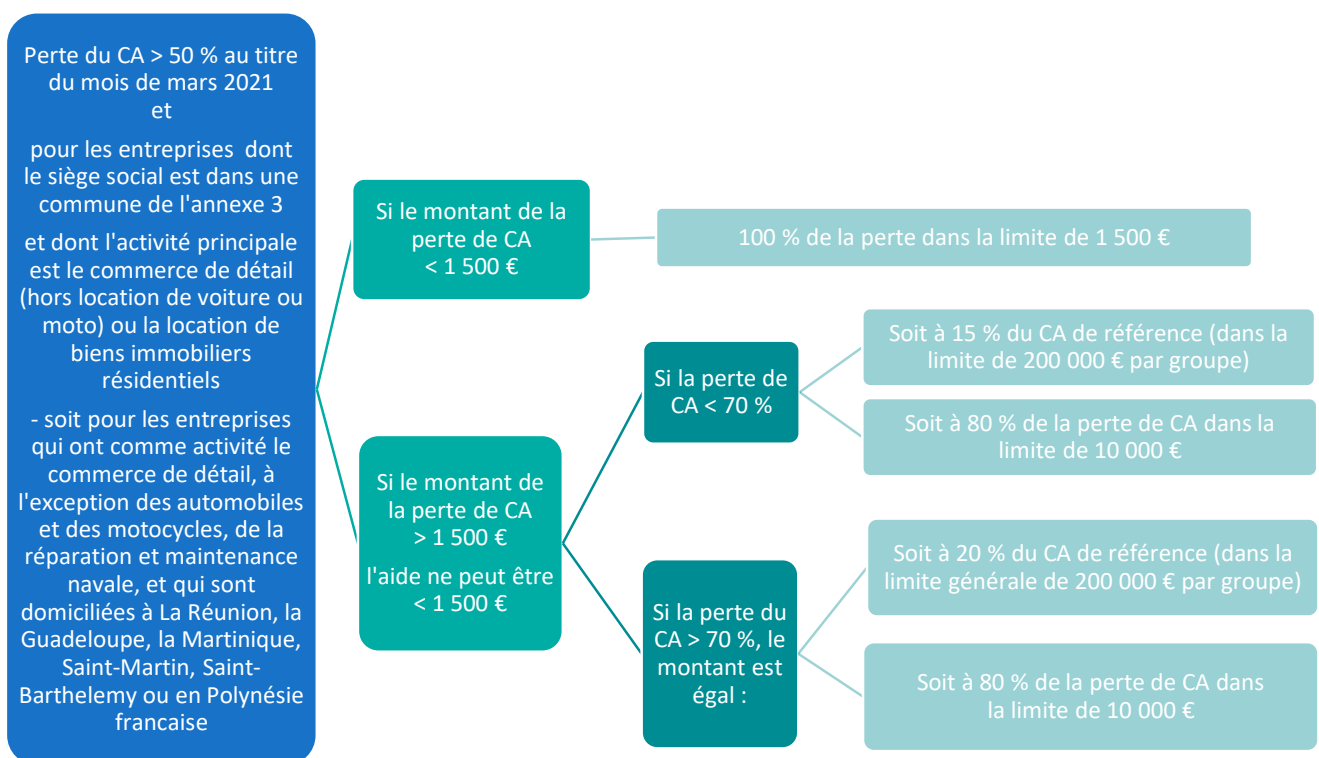 Perte du CA > 50 % au titre
du mois de mars 2021
et
pour les entreprises dont
le siège social est dans une
commune de l'annexe 3
et dont l'activité principale
est le commerce de détail
(hors location de voiture ou
moto) ou la location de
biens immobiliers
résidentiels
- soit pour les entreprises
qui ont comme activité le
commerce de détail, à
l'exception des automobiles
et des motocycles, de la
réparation et maintenance
navale, et qui sont
domiciliées à La Réunion, la
Guadeloupe, la Martinique,
Saint-Martin, Saint-
Barthelemy ou en Polynésie
francaise
Si le montant de la
perte de CA
< 1 500 €
100 % de la perte dans la limite de 1 500 €
Si le montant de
la perte de CA
> 1 500 €
l'aide ne peut être
< 1 500 €
Si la perte de
CA < 70 %
Soit à 15 % du CA de référence (dans la
limite de 200 000 € par groupe)
Soit à 80 % de la perte de CA dans la
limite de 10 000 €
Si la perte du
CA > 70 %, le
montant est
égal :
Soit à 20 % du CA de référence (dans la
limite générale de 200 000 € par groupe)
Soit à 80 % de la perte de CA dans
la limite de 10 000 €